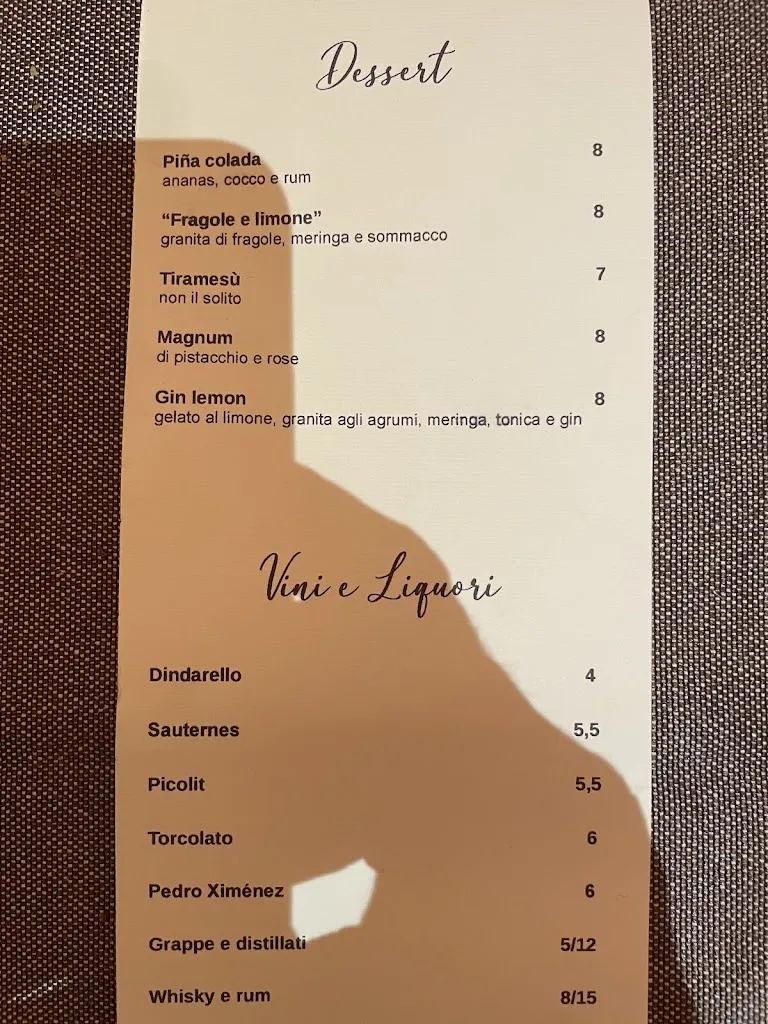 Dessert
Piña colada 8
ananas, cocco e rum
“Fragole e limone” 8
granita di fragole, meringa e sommacco
Tiramesù 7
non il solito
Magnum 8
di pistacchio e rose
Gin lemon 8
gelato al limone, granita agli agrumi, meringa, tonica e gin
Vini e Liquori
Dindarello 4
Sauternes 5,5
Picolit 5,5
Torcolato 6
Pedro Ximénez 6
Grappe e distillati 5/12
Whisky e rum 8/15